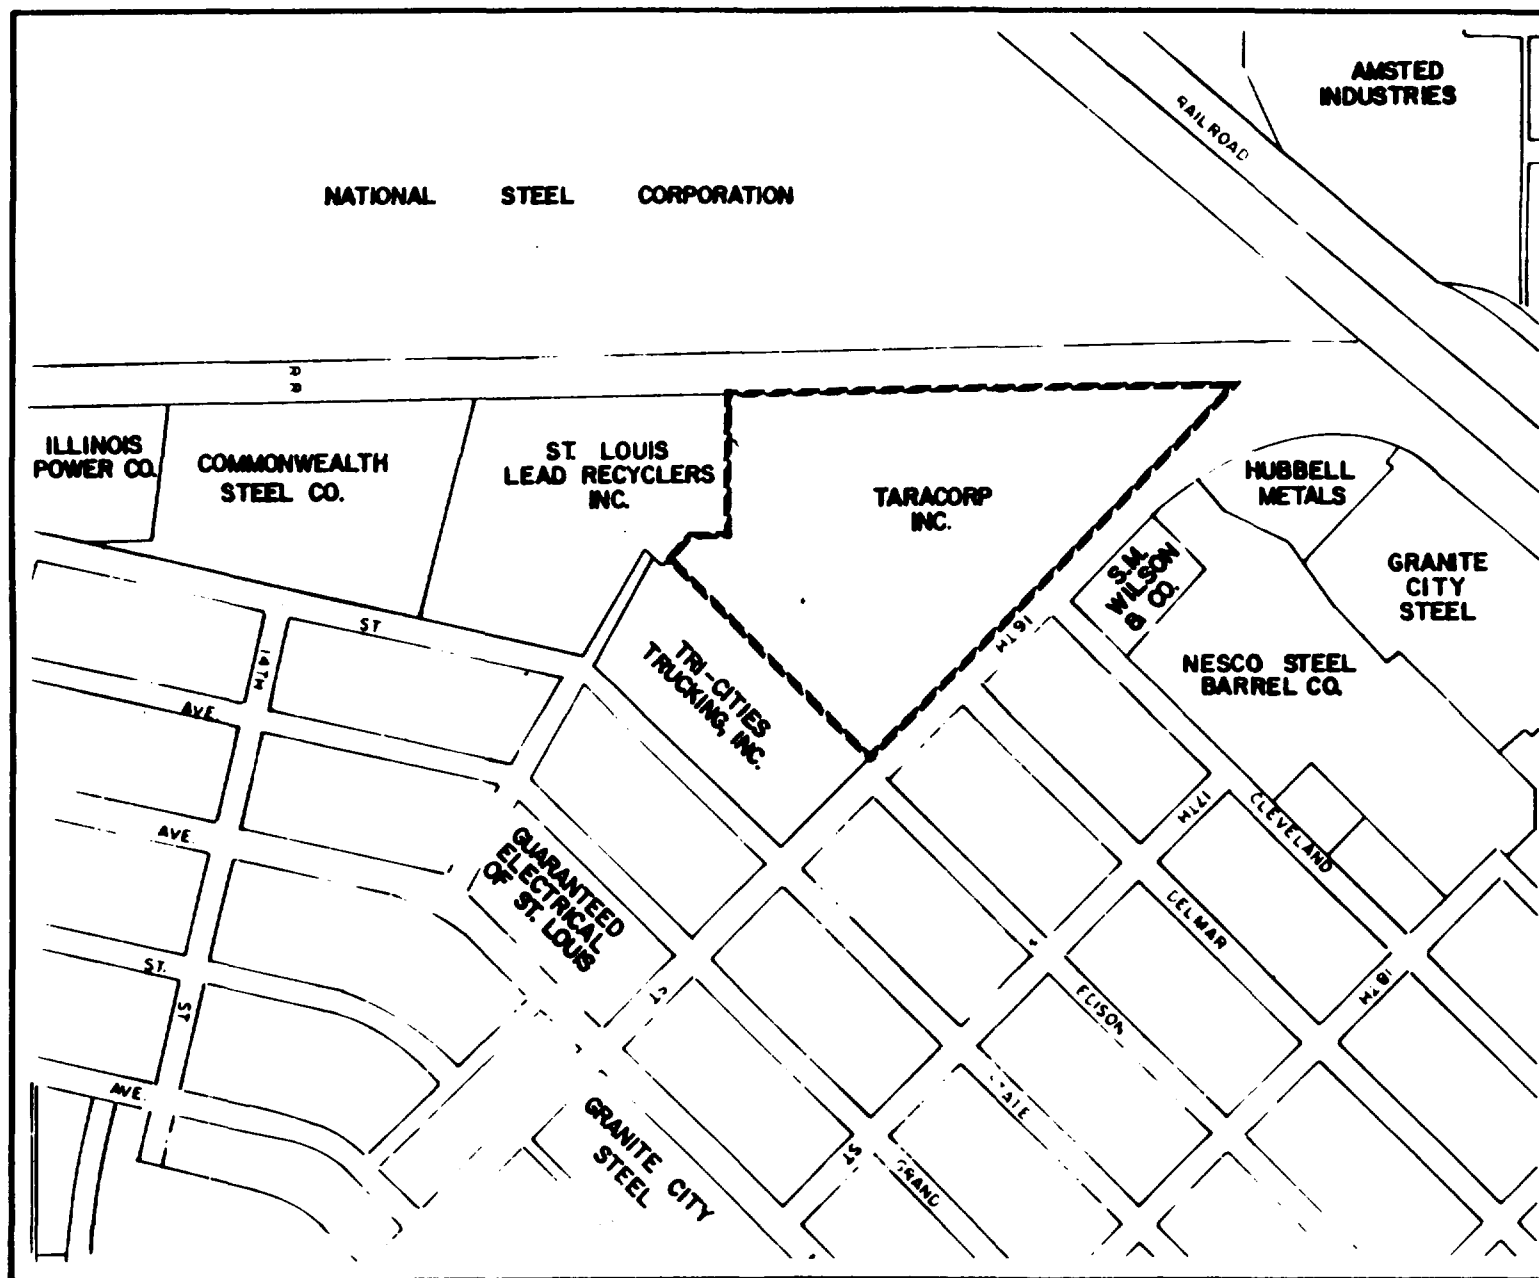 AMSTED
INDUSTRIES
RAILROAD
NATIONAL STEEL CORPORATION
R R
ILLINOIS
POWER CO.
COMMONWEALTH
STEEL CO.
ST. LOUIS
LEAD RECYCLERS
INC.
TARACORP
INC.
HUBBELL
METALS
S.M.
WILSON
& CO.
GRANITE
CITY
STEEL
NESCO STEEL
BARREL CO.
TRI-CITIES
TRUCKING, INC.
ST
14TH
AVE.
16TH
17TH
CLEVELAND
AVE.
GUARANTEED
ELECTRICAL
OF ST. LOUIS
DELMAR
18TH
ST.
ST
ST
EDISON
AVE.
STATE
GRANITE CITY
STEEL
ST
GRAND